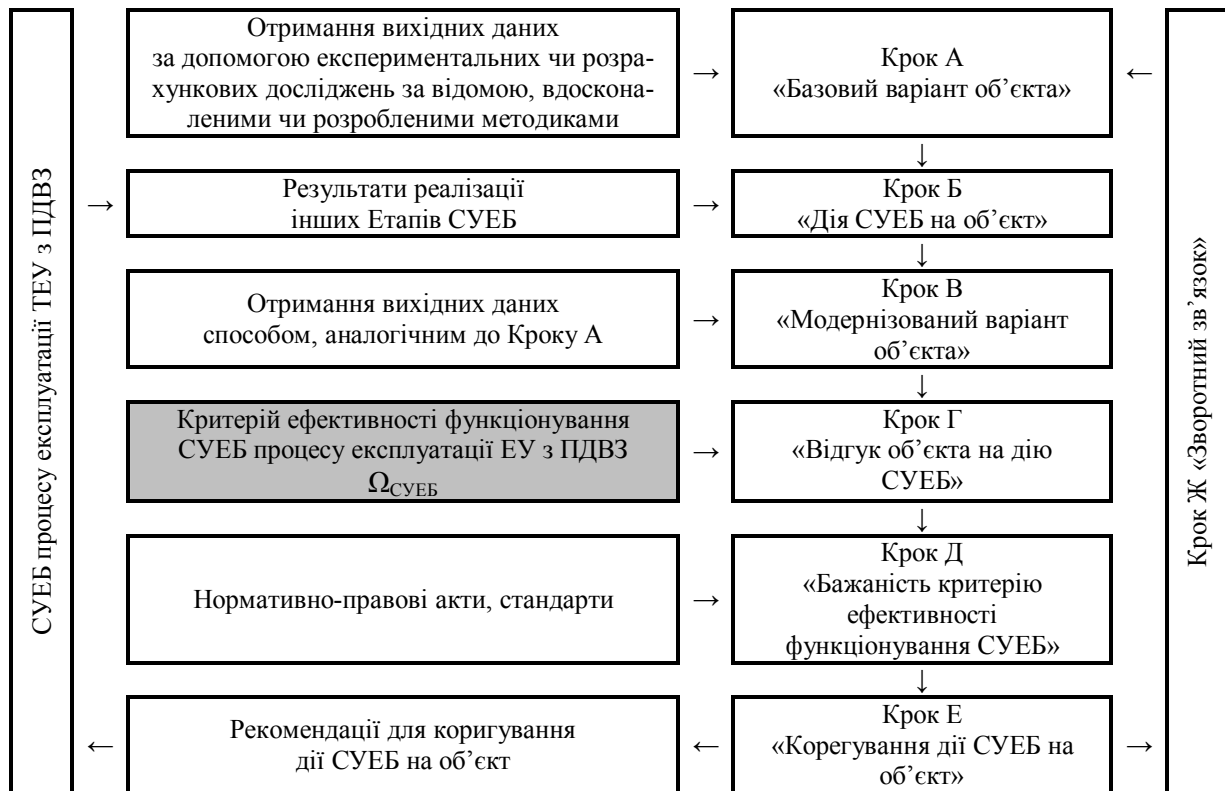 СУЕБ процесу експлуатації ТЕУ з ПДВЗ
Отримання вихідних даних
за допомогою експериментальних чи розра-
хункових досліджень за відомою, вдоскона-
леними чи розробленими методиками
→
Крок А
«Базовий варіант об’єкта»
←
↓
→
Результати реалізації
інших Етапів СУЕБ
→
Крок Б
«Дія СУЕБ на об’єкт»
↓
Отримання вихідних даних
способом, аналогічним до Кроку А
→
Крок В
«Модернізований варіант
об’єкта»
↓
Критерій ефективності функціонування
СУЕБ процесу експлуатації ЕУ з ПДВЗ
Ω СУЕБ
→
Крок Г
«Відгук об’єкта на дію
СУЕБ»
↓
Нормативно-правові акти, стандарти
→
Крок Д
«Бажаність критерію
ефективності
функціонування СУЕБ»
↓
←
Рекомендації для коригування
дії СУЕБ на об’єкт
←
Крок Е
«Корегування дії СУЕБ на
об’єкт»
→
Крок Ж «Зворотний зв’язок»